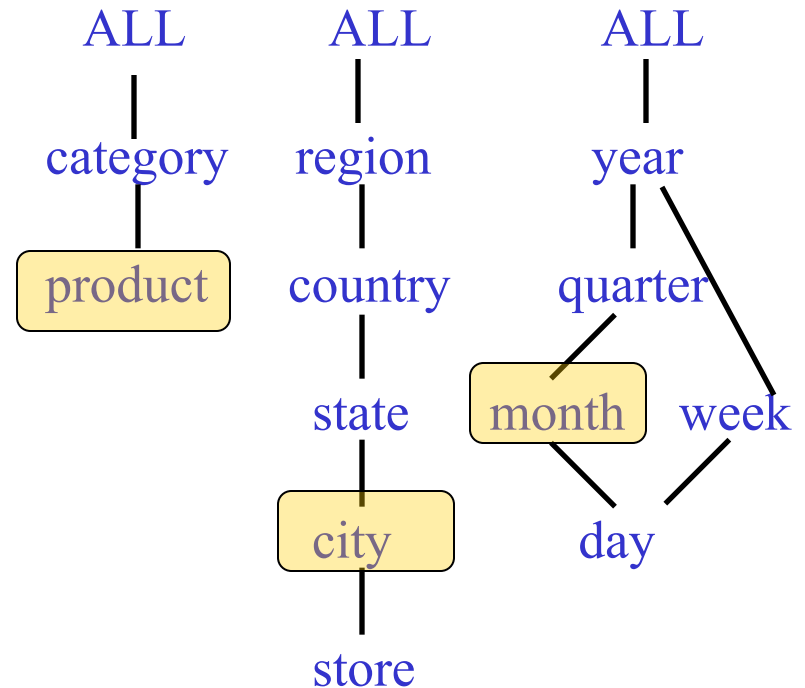 ALL ALL ALL
category region year
product country quarter
state month week
city day
store